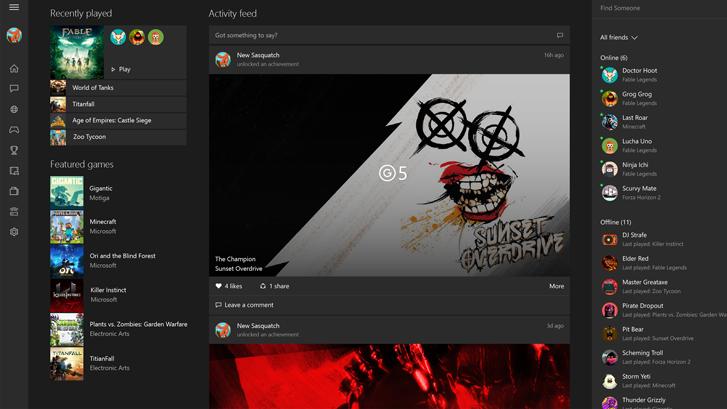 Recently played
FABLE
LEGENDS
Play
World of Tanks
Titanfall
Age of Empires: Castle Siege
Zoo Tycoon
Featured games
GIGANTIC
Gigantic
Motiga
MINECRAFT
Minecraft
Microsoft
ORI
Ori and the Blind Forest
Microsoft
KILLER INSTINCT
Killer Instinct
Microsoft
Plants vs. Zombies: Garden Warfare
Electronic Arts
TITANFALL
TitianFall
Electronic Arts
Activity feed
Got something to say?
New Sasquatch
16h ago
unlocked an achievement
G 5
SUNSET
OVERDRIVE
The Champion
Sunset Overdrive
4 likes
1 share
More
Leave a comment
New Sasquatch
3d ago
unlocked an achievement
Find Someone
All friends
Online (6)
Doctor Hoot
Fable Legends
Grog Grog
Fable Legends
Last Roar
Minecraft
Lucha Uno
Fable Legends
Ninja Ichi
Fable Legends
Scurvy Mate
Forza Horizon 2
Offline (11)
DJ Strafe
Last played: Killer Instinct
Elder Red
Last played: Fable Legends
Master Greataxe
Last played: Zoo Tycoon
Pirate Dropout
Last played: Plants vs. Zombies: Garden Wa
Pit Bear
Last played: Sunset Overdrive
Scheming Troll
Last played: Forza Horizon 2
Storm Yeti
Last played: Minecraft
Thunder Grizzly